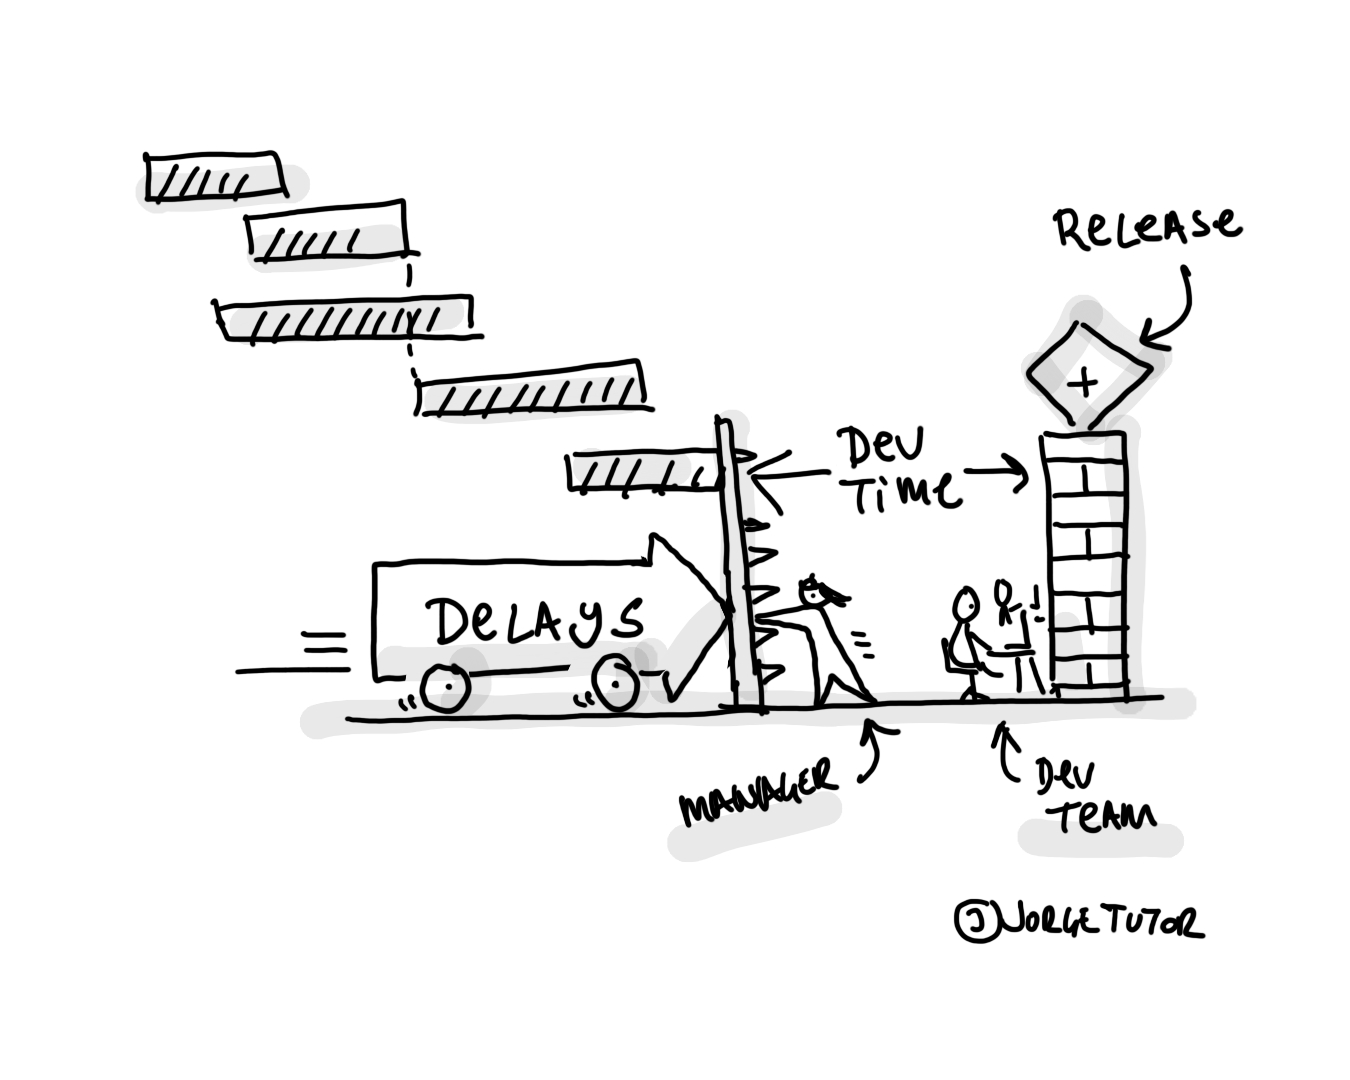 Release
+
Dev
Time
Delays
Manager
Dev
Team
J JorgeTutor